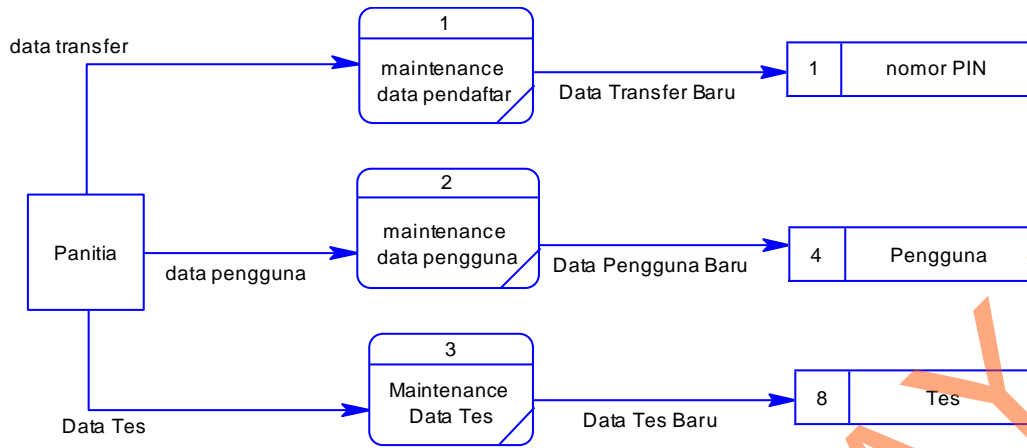 data transfer
1
maintenance
data pendaftar
Data Transfer Baru
1
nomor PIN
Panitia
data pengguna
2
maintenance
data pengguna
Data Pengguna Baru
4
Pengguna
Data Tes
3
Maintenance
Data Tes
Data Tes Baru
8
Tes
Y